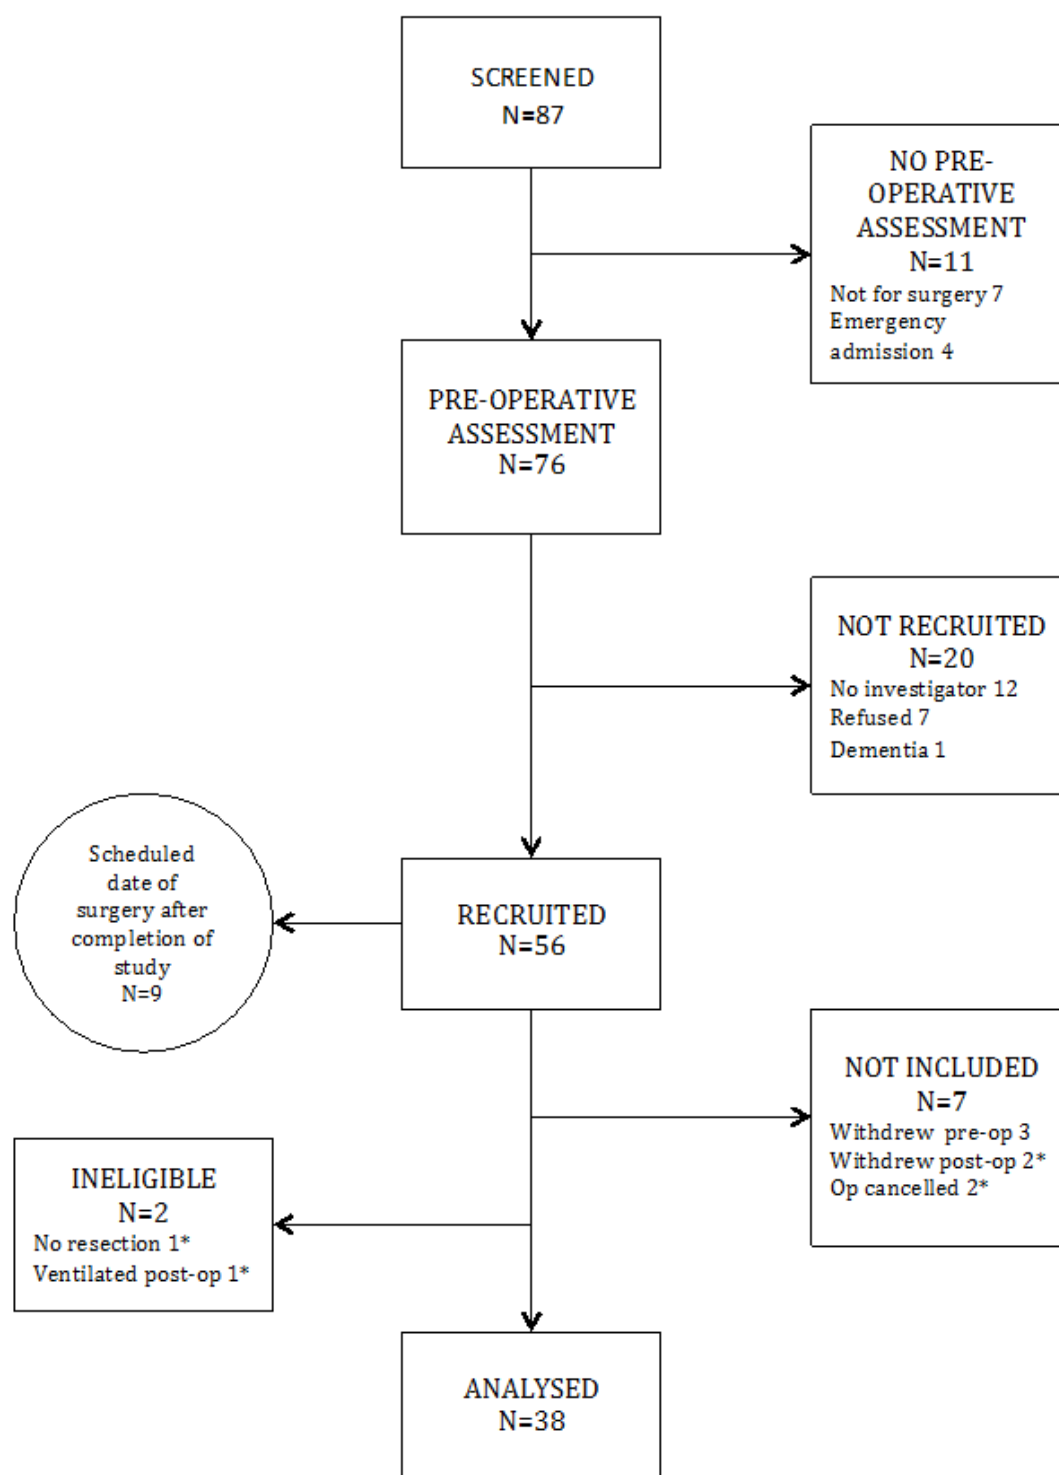 SCREENED
N=87
NO PRE-
OPERATIVE
ASSESSMENT
N=11
Not for surgery 7
Emergency
admission 4
PRE-OPERATIVE
ASSESSMENT
N=76
NOT RECRUITED
N=20
No investigator 12
Refused 7
Dementia 1
Scheduled
date of
surgery after
completion of
study
N=9
RECRUITED
N=56
NOT INCLUDED
N=7
Withdrew pre-op 3
Withdrew post-op 2*
Op cancelled 2*
INELIGIBLE
N=2
No resection 1*
Ventilated post-op 1*
ANALYSED
N=38